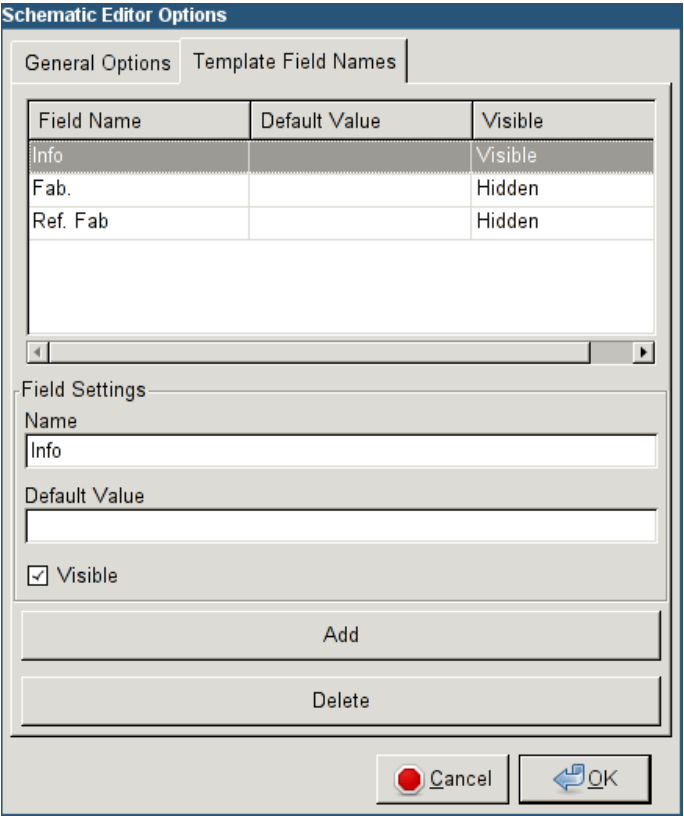 Schematic Editor Options
General Options Template Field Names
Field Name Default Value Visible
Info Visible
Fab. Hidden
Ref. Fab Hidden
Field Settings
Name
Info
Default Value
Visible
Add
Delete
Cancel OK